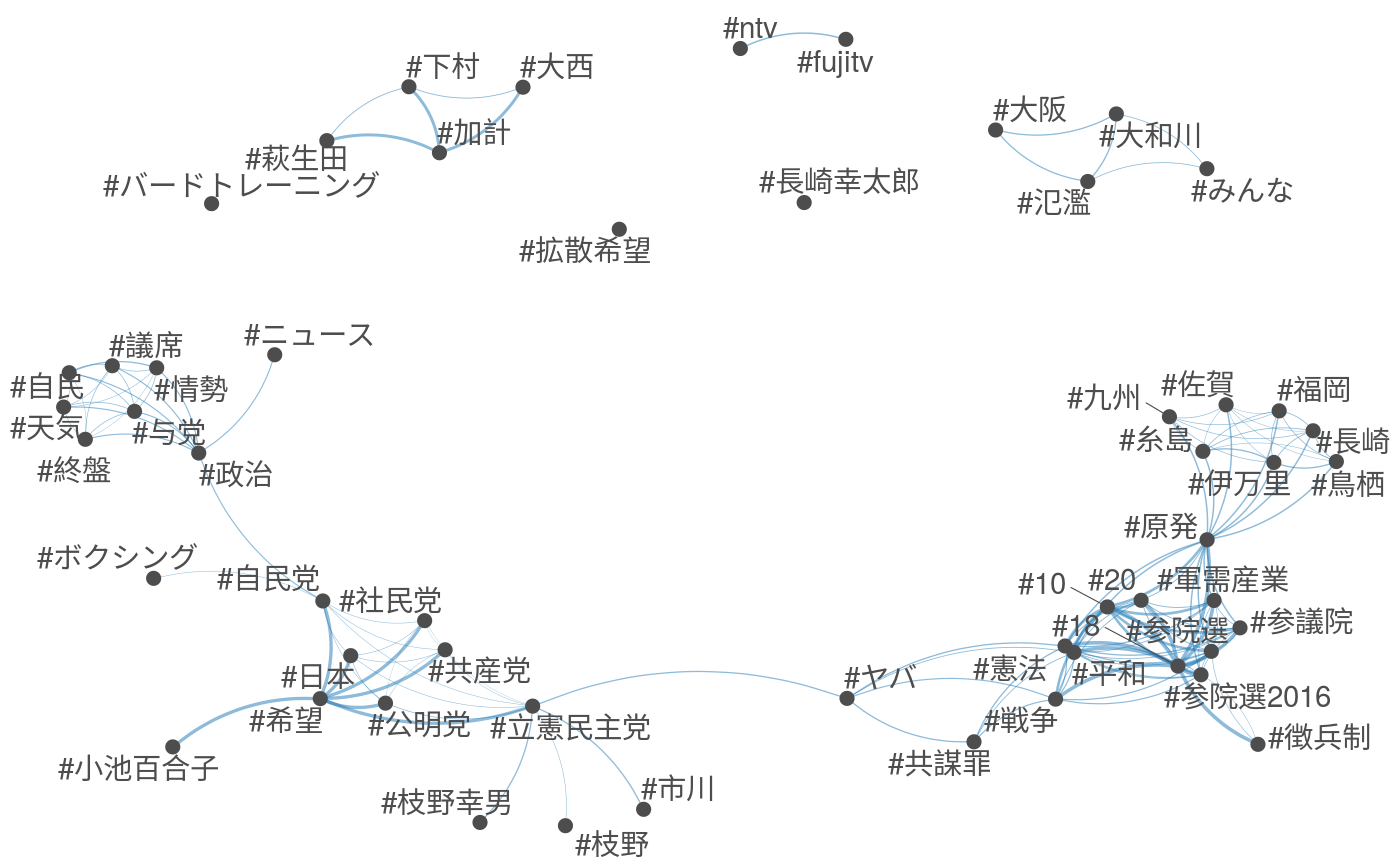 #ntv
#fujitv
#下村
#大西
#加計
#萩生田
#バードトレーニング
#大阪
#大和川
#氾濫
#みんな
#長崎幸太郎
#拡散希望
#ニュース
#議席
#自民
#情勢
#天気
#与党
#終盤
#政治
#九州
#佐賀
#福岡
#糸島
#長崎
#伊万里
#鳥栖
#原発
#ボクシング
#自民党
#社民党
#日本
#共産党
#希望
#公明党
#立憲民主党
#小池百合子
#枝野幸男
#市川
#枝野
#10
#20
#軍需産業
#18
#参院選
#参議院
#ヤバ
#憲法
#平和
#参院選2016
#戦争
#共謀罪
#徴兵制